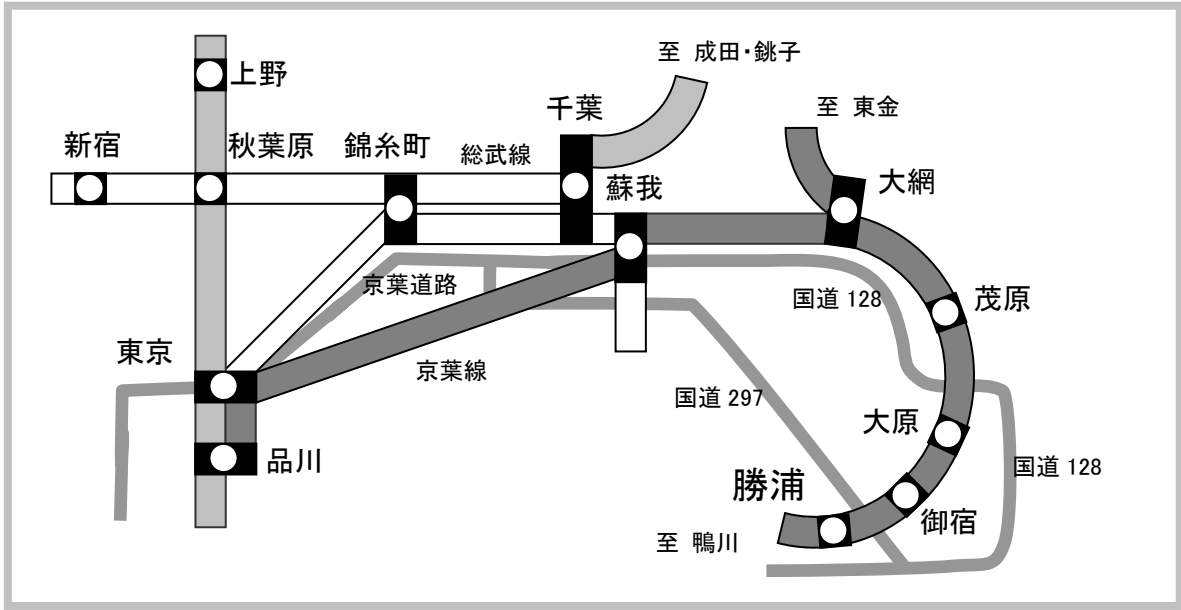 至 成田・銚子
上野
千葉
至 東金
新宿
秋葉原
錦糸町
総武線
蘇我
大網
京葉道路
国道 128
茂原
東京
京葉線
国道 297
大原
品川
勝浦
国道 128
御宿
至 鴨川